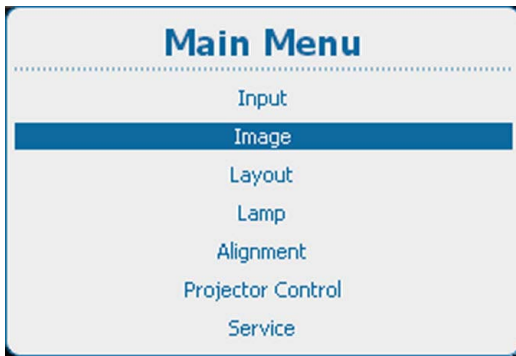 Main Menu
Input
Image
Layout
Lamp
Alignment
Projector Control
Service